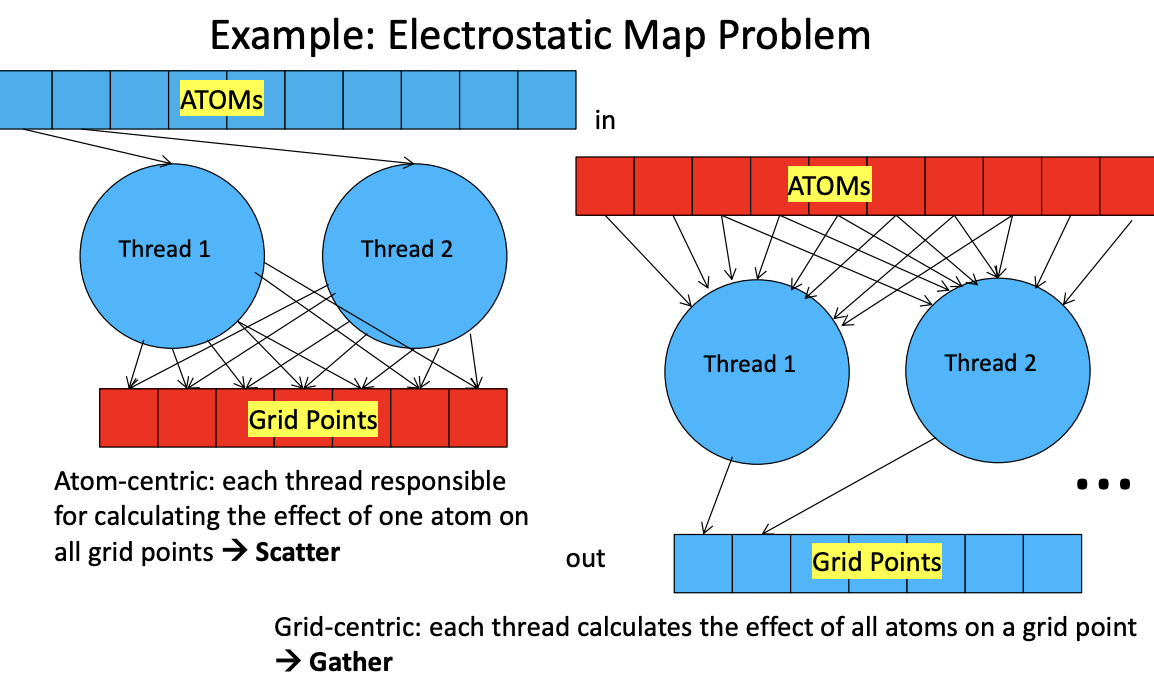 Example: Electrostatic Map Problem
ATOMs
in
Thread 1
Thread 2
Grid Points
Atom-centric: each thread responsible
for calculating the effect of one atom on
all grid points → Scatter
ATOMs
Thread 1
Thread 2
...
out
Grid Points
Grid-centric: each thread calculates the effect of all atoms on a grid point
→ Gather